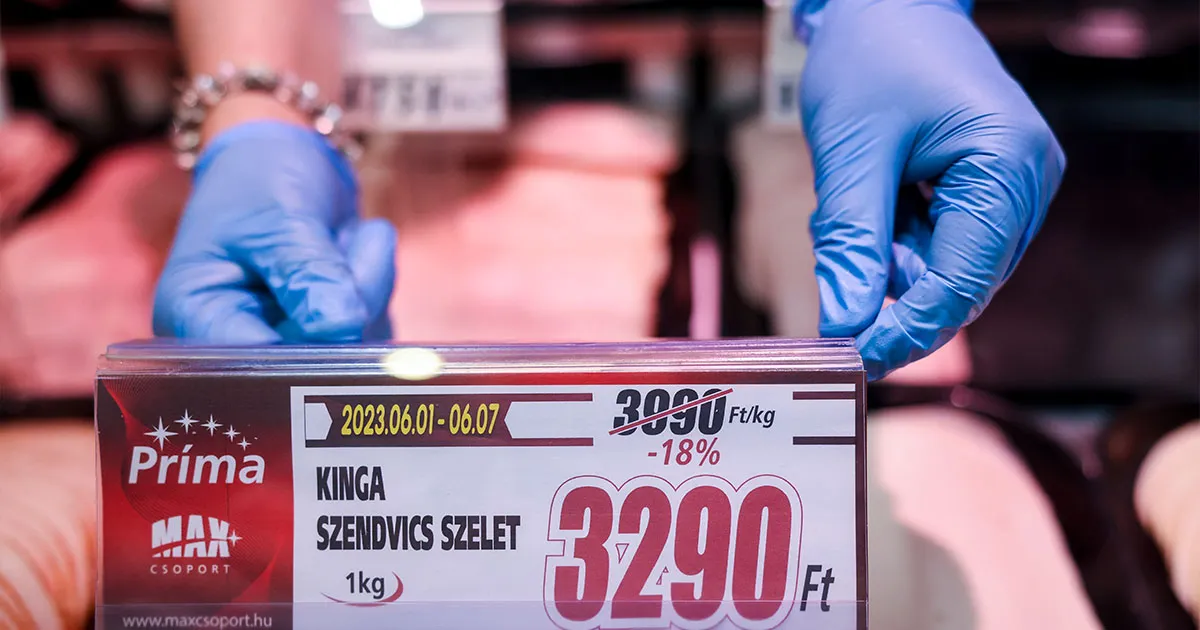 Príma
MAX
CSOPORT
www.maxcsoport.hu
2023.06.01 - 06.07
3990 Ft/kg
-18%
KINGA
SZENDVICS SZELET
1kg
3290 Ft